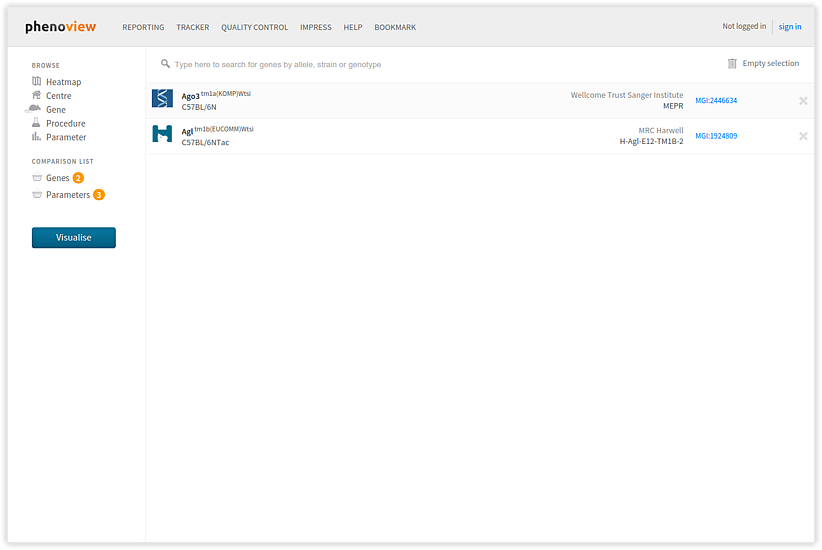 phenoview REPORTING TRACKER QUALITY CONTROL IMPRESS HELP BOOKMARK Not logged in sign in
BROWSE
Heatmap
Centre
Gene
Procedure
Parameter
COMPARISON LIST
Genes 2
Parameters 3
Visualise
Type here to search for genes by allele, strain or genotype Empty selection
Ago3 tm1a(KOMP)Wtsi Wellcome Trust Sanger Institute MGI:2446634
C57BL/6N MEPR
Agl tm1b(EUCOMM)Wtsi MRC Harwell MGI:1924809
C57BL/6NTac H-Agl-E12-TM1B-2